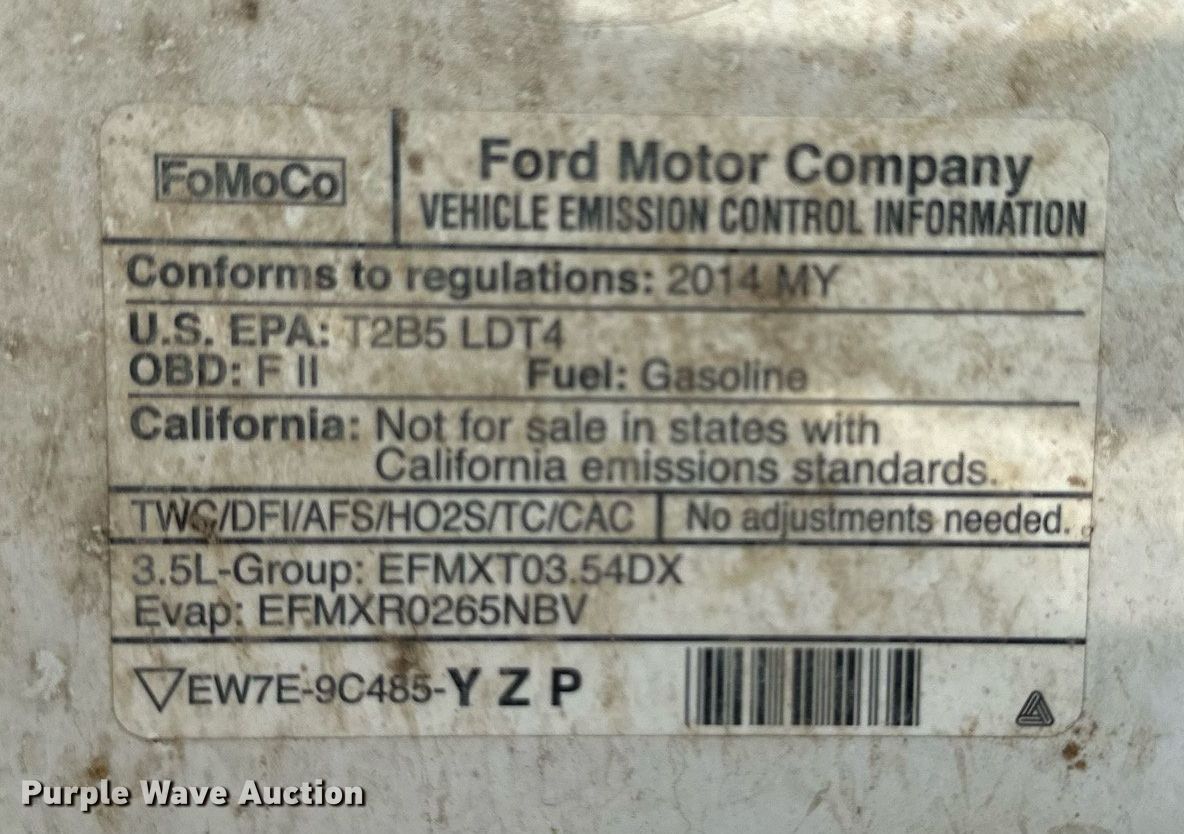 FoMoCo
Ford Motor Company
VEHICLE EMISSION CONTROL INFORMATION
Conforms to regulations: 2014 MY
U.S. EPA: T2B5 LDT4
OBD: F II Fuel: Gasoline
California: Not for sale in states with
California emissions standards.
TWC/DFI/AFS/HO2S/TC/CAC No adjustments needed.
3.5L-Group: EFMXT03.54DX
Evap: EFMXR0265NBV
EW7E-9C485-Y Z P
Purple Wave Auction